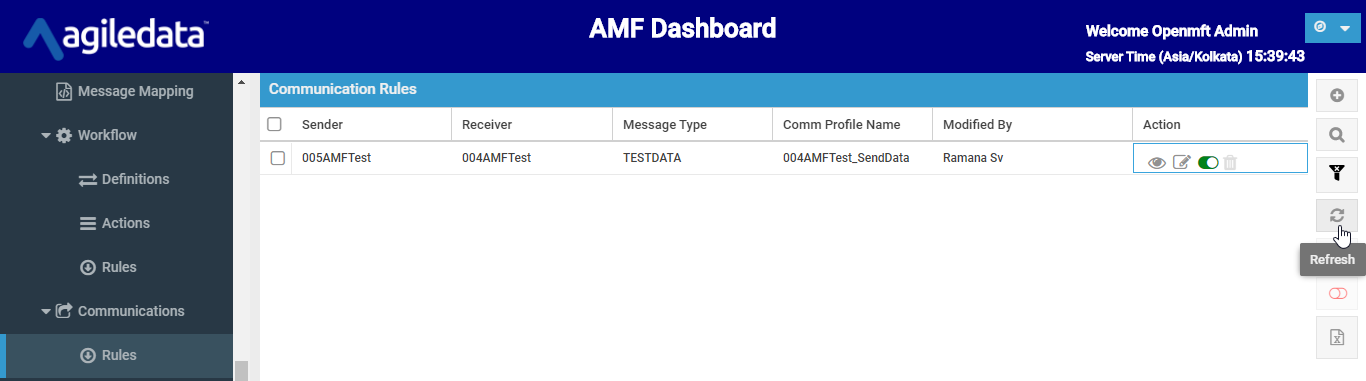 agiledata™
AMF Dashboard
Welcome Openmft Admin
Server Time (Asia/Kolkata) 15:39:43
Message Mapping
Workflow
Definitions
Actions
Rules
Communications
Rules
Communication Rules
Sender Receiver Message Type Comm Profile Name Modified By Action
005AMFTest 004AMFTest TESTDATA 004AMFTest_SendData Ramana Sv
Refresh